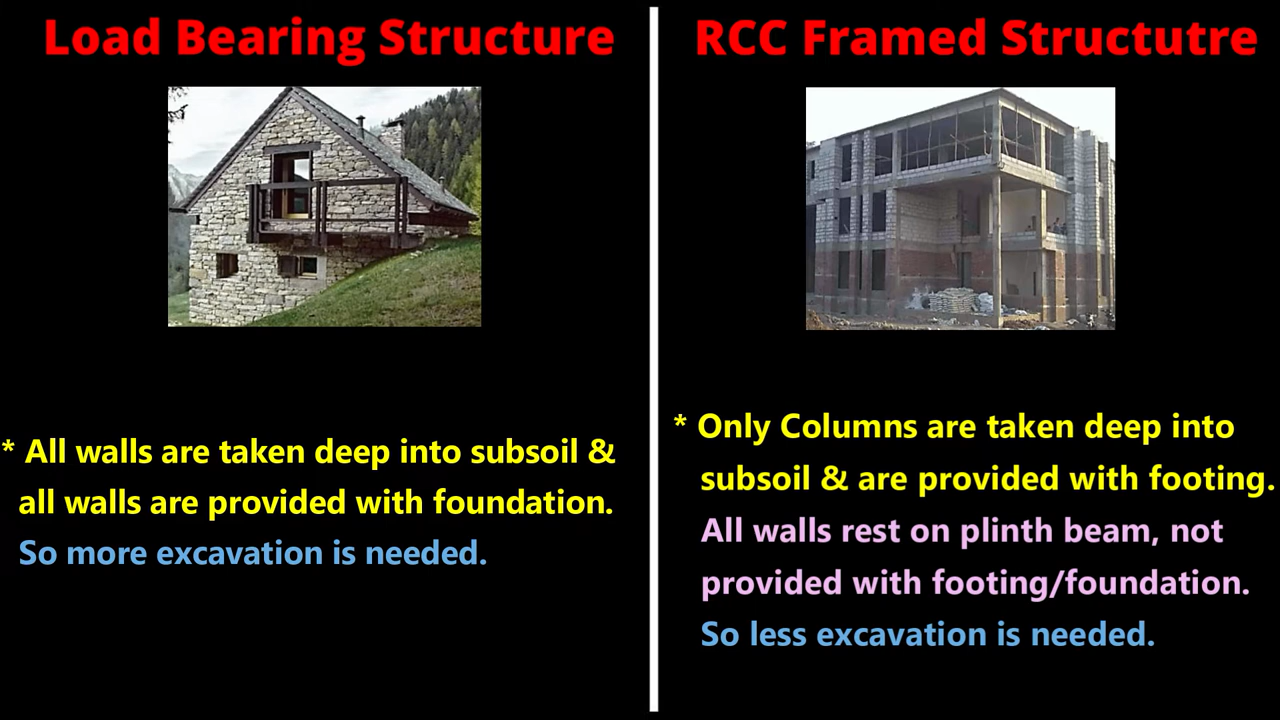 Load Bearing Structure
* All walls are taken deep into subsoil &
all walls are provided with foundation.
So more excavation is needed.
RCC Framed Structutre
* Only Columns are taken deep into
subsoil & are provided with footing.
All walls rest on plinth beam, not
provided with footing/foundation.
So less excavation is needed.